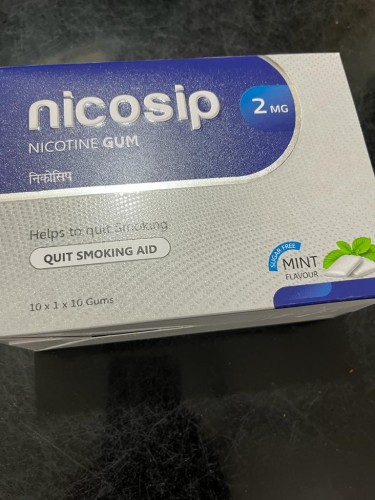 nicosip
2 MG
NICOTINE GUM
निकोसिप
Helps to quit Smoking
QUIT SMOKING AID
SUGAR FREE
MINT
FLAVOUR
10 x 1 x 10 Gums